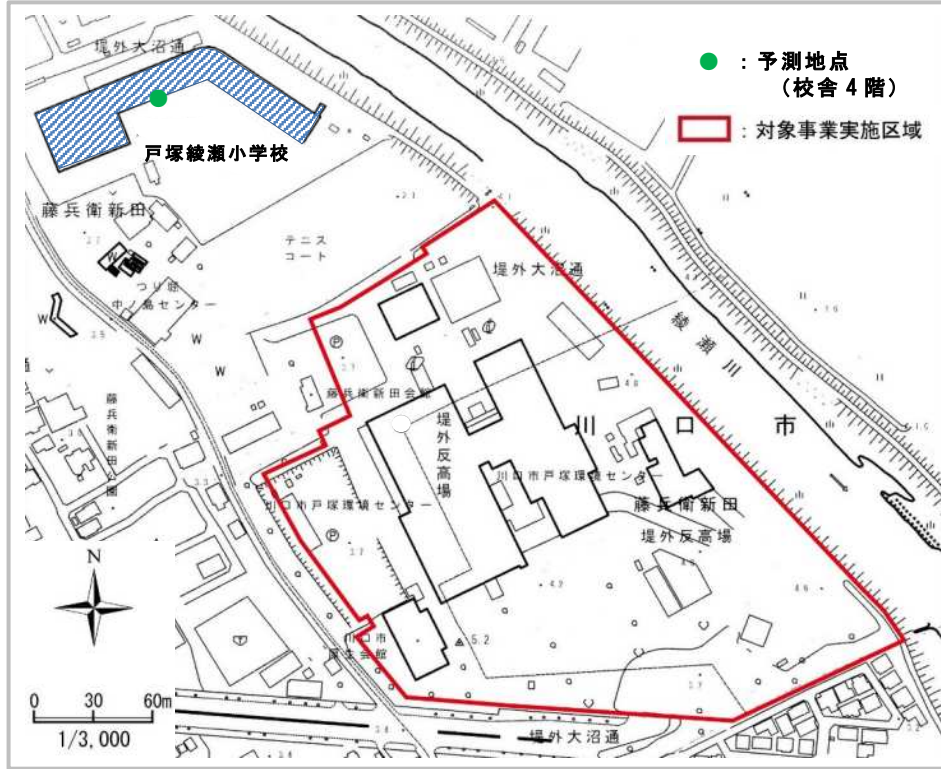 堤外大沼通
：予測地点
（校舎４階）
：対象事業実施区域
戸塚綾瀬小学校
藤兵衛新田
テニス
コート
堤外大沼通
つり堀
中ノ島センター
W
W
W
綾瀬川
藤兵衛新田会館
川口市
堤外反高場
藤兵衛新田公園
川口市戸塚環境センター
川口市戸塚環境センター
藤兵衛新田
堤外反高場
N
5.2
川口市
厚生会館
0 30 60m
1/3,000
堤外大沼通